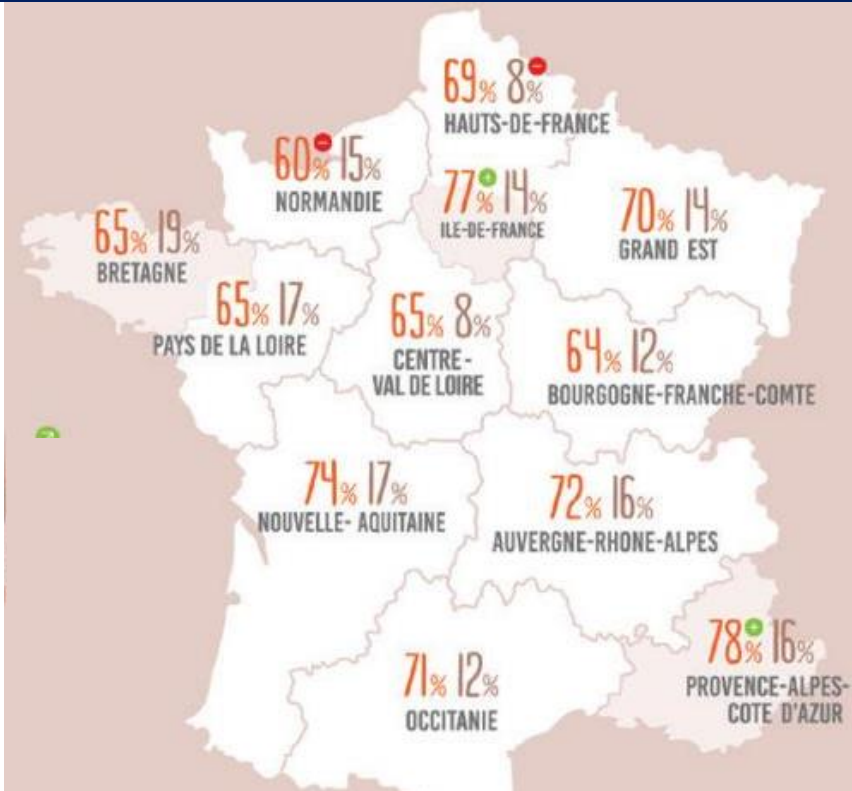 69% 8%
HAUTS-DE-FRANCE
60% 15%
NORMANDIE
77% 14%
ILE-DE-FRANCE
70% 14%
GRAND EST
65% 19%
BRETAGNE
65% 17%
PAYS DE LA LOIRE
65% 8%
CENTRE-
VAL DE LOIRE
64% 12%
BOURGOGNE-FRANCHE-COMTE
74% 17%
NOUVELLE- AQUITAINE
72% 16%
AUVERGNE-RHONE-ALPES
78% 16%
PROVENCE-ALPES-
COTE D'AZUR
71% 12%
OCCITANIE